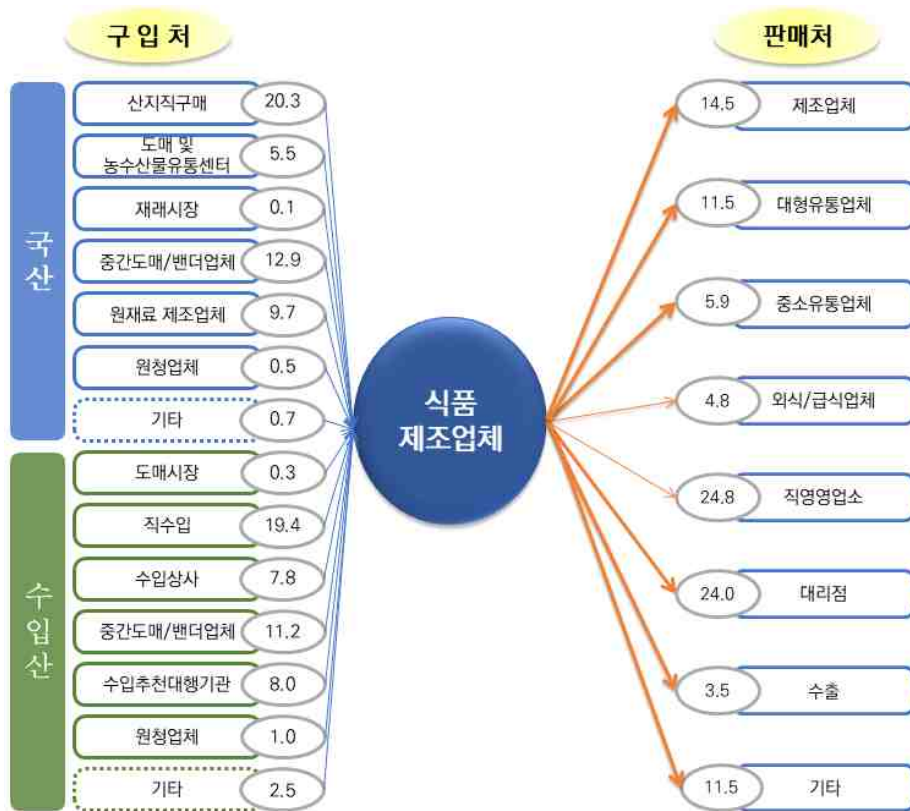 구입처
판매처
국산
산지직구매 20.3
도매 및
농수산물유통센터 5.5
재래시장 0.1
중간도매/밴더업체 12.9
원재료 제조업체 9.7
원청업체 0.5
기타 0.7
수입산
도매시장 0.3
직수입 19.4
수입상사 7.8
중간도매/밴더업체 11.2
수입추천대행기관 8.0
원청업체 1.0
기타 2.5
식품
제조업체
14.5 제조업체
11.5 대형유통업체
5.9 중소유통업체
4.8 외식/급식업체
24.8 직영영업소
24.0 대리점
3.5 수출
11.5 기타